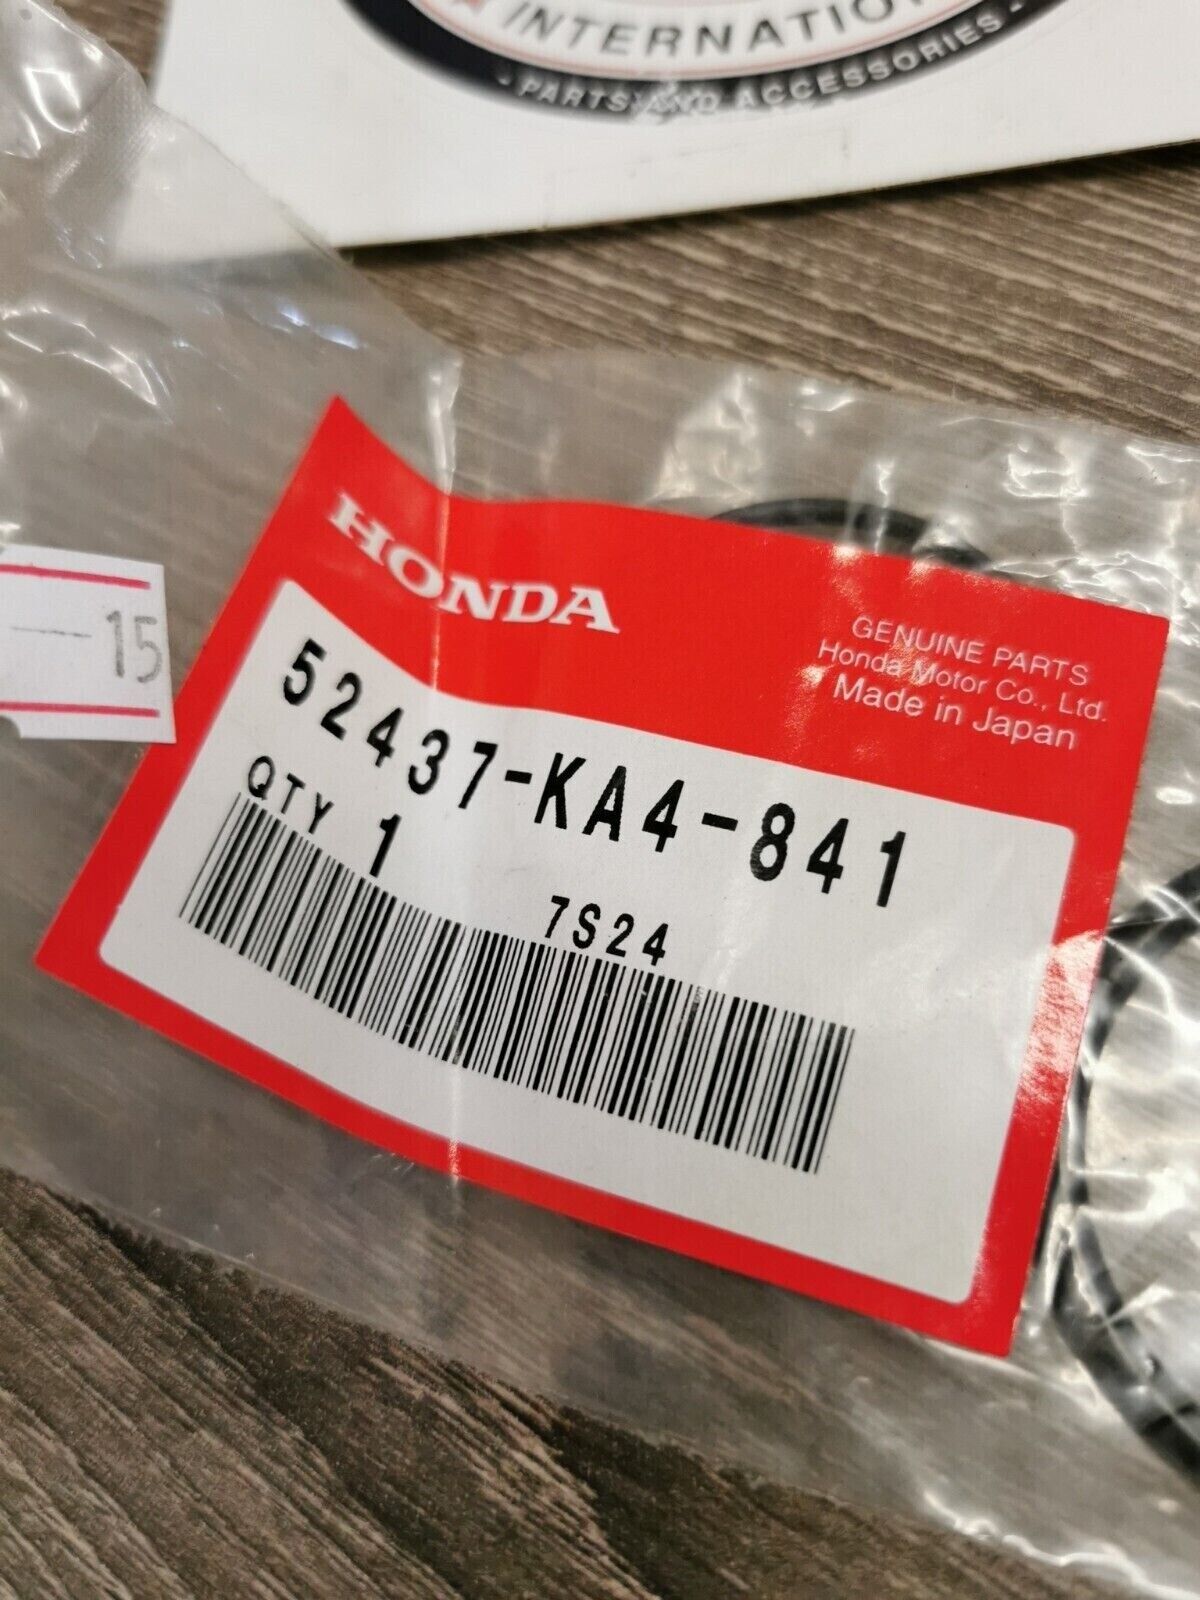 INTERNATIO
- PARTS AND ACCESSORIES -
HONDA
GENUINE PARTS
Honda Motor Co., Ltd.
Made in Japan
52437-KA4-841
QTY 1
7S24
-15